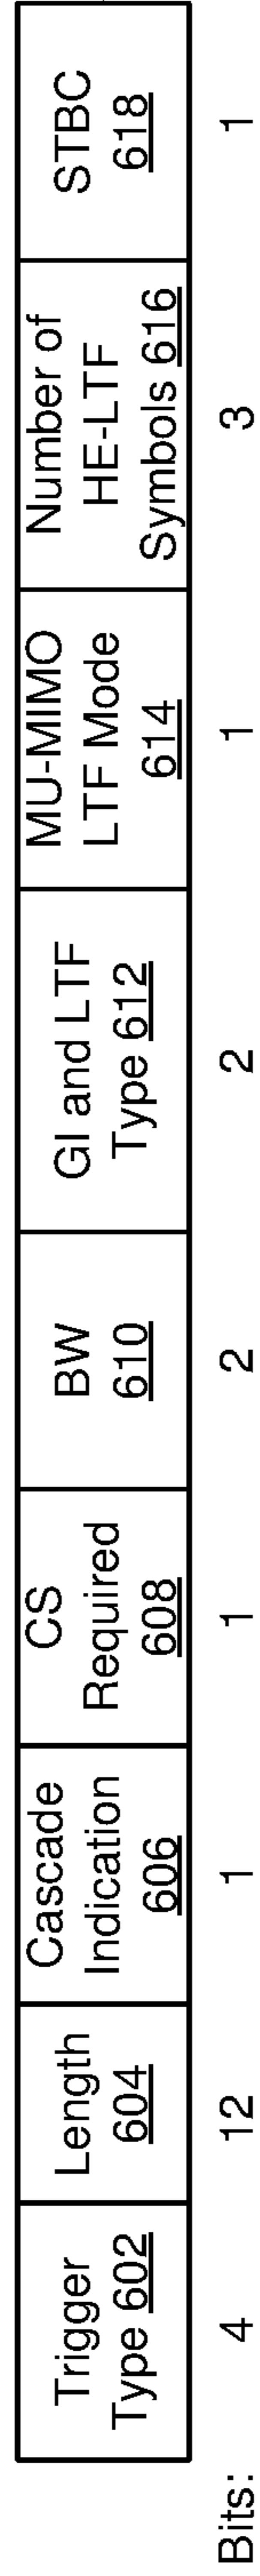 Trigger
Type 602
Length
604
Cascade
Indication
606
CS
Required
608
BW
610
GI and LTF
Type 612
MU-MIMO
LTF Mode
614
Number of
HE-LTF
Symbols 616
STBC
618
Bits: 4 12 1 1 2 2 1 3 1